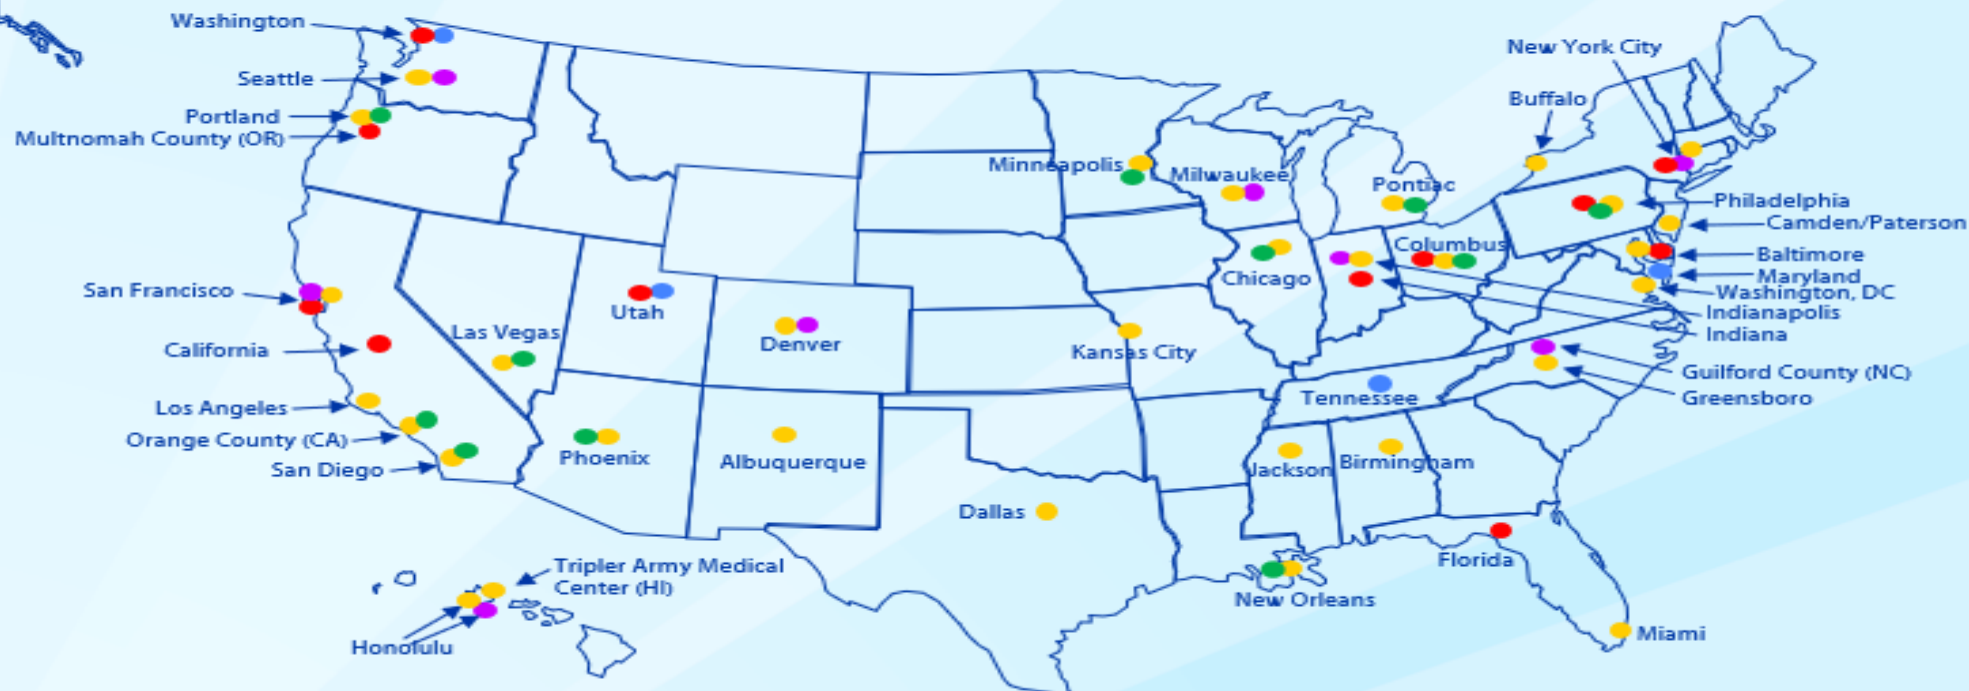 Washington
Seattle
Portland
Multnomah County (OR)
San Francisco
California
Los Angeles
Orange County (CA)
San Diego
Las Vegas
Utah
Denver
Phoenix
Albuquerque
Dallas
Kansas City
Minneapolis
Milwaukee
Chicago
Pontiac
Columbus
New York City
Buffalo
Philadelphia
Camden/Paterson
Baltimore
Maryland
Washington, DC
Indianapolis
Indiana
Guilford County (NC)
Greensboro
Tennessee
Jackson
Birmingham
New Orleans
Florida
Miami
Tripler Army Medical
Center (HI)
Honolulu